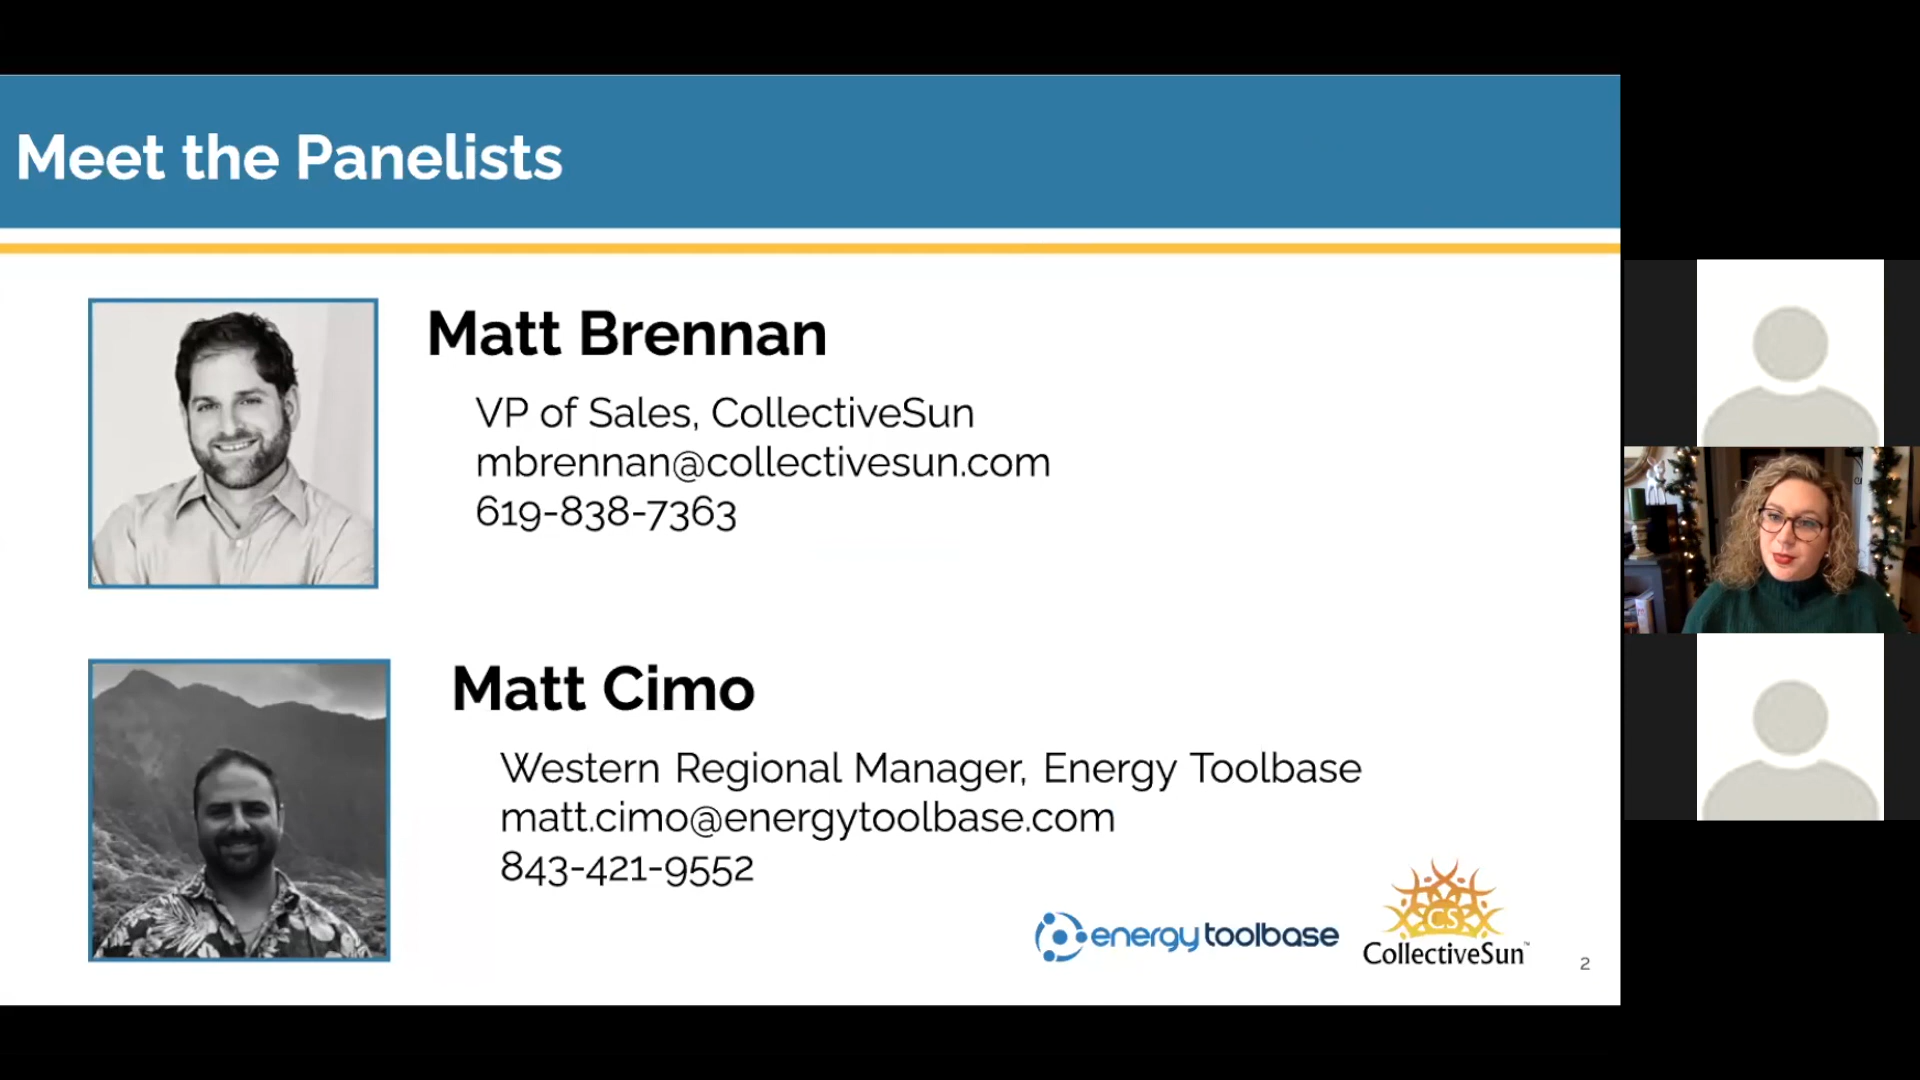 Meet the Panelists
Matt Brennan
VP of Sales, CollectiveSun
mbrennan@collectivesun.com
619-838-7363
Matt Cimo
Western Regional Manager, Energy Toolbase
matt.cimo@energytoolbase.com
843-421-9552
energy toolbase
CS
CollectiveSun™
2